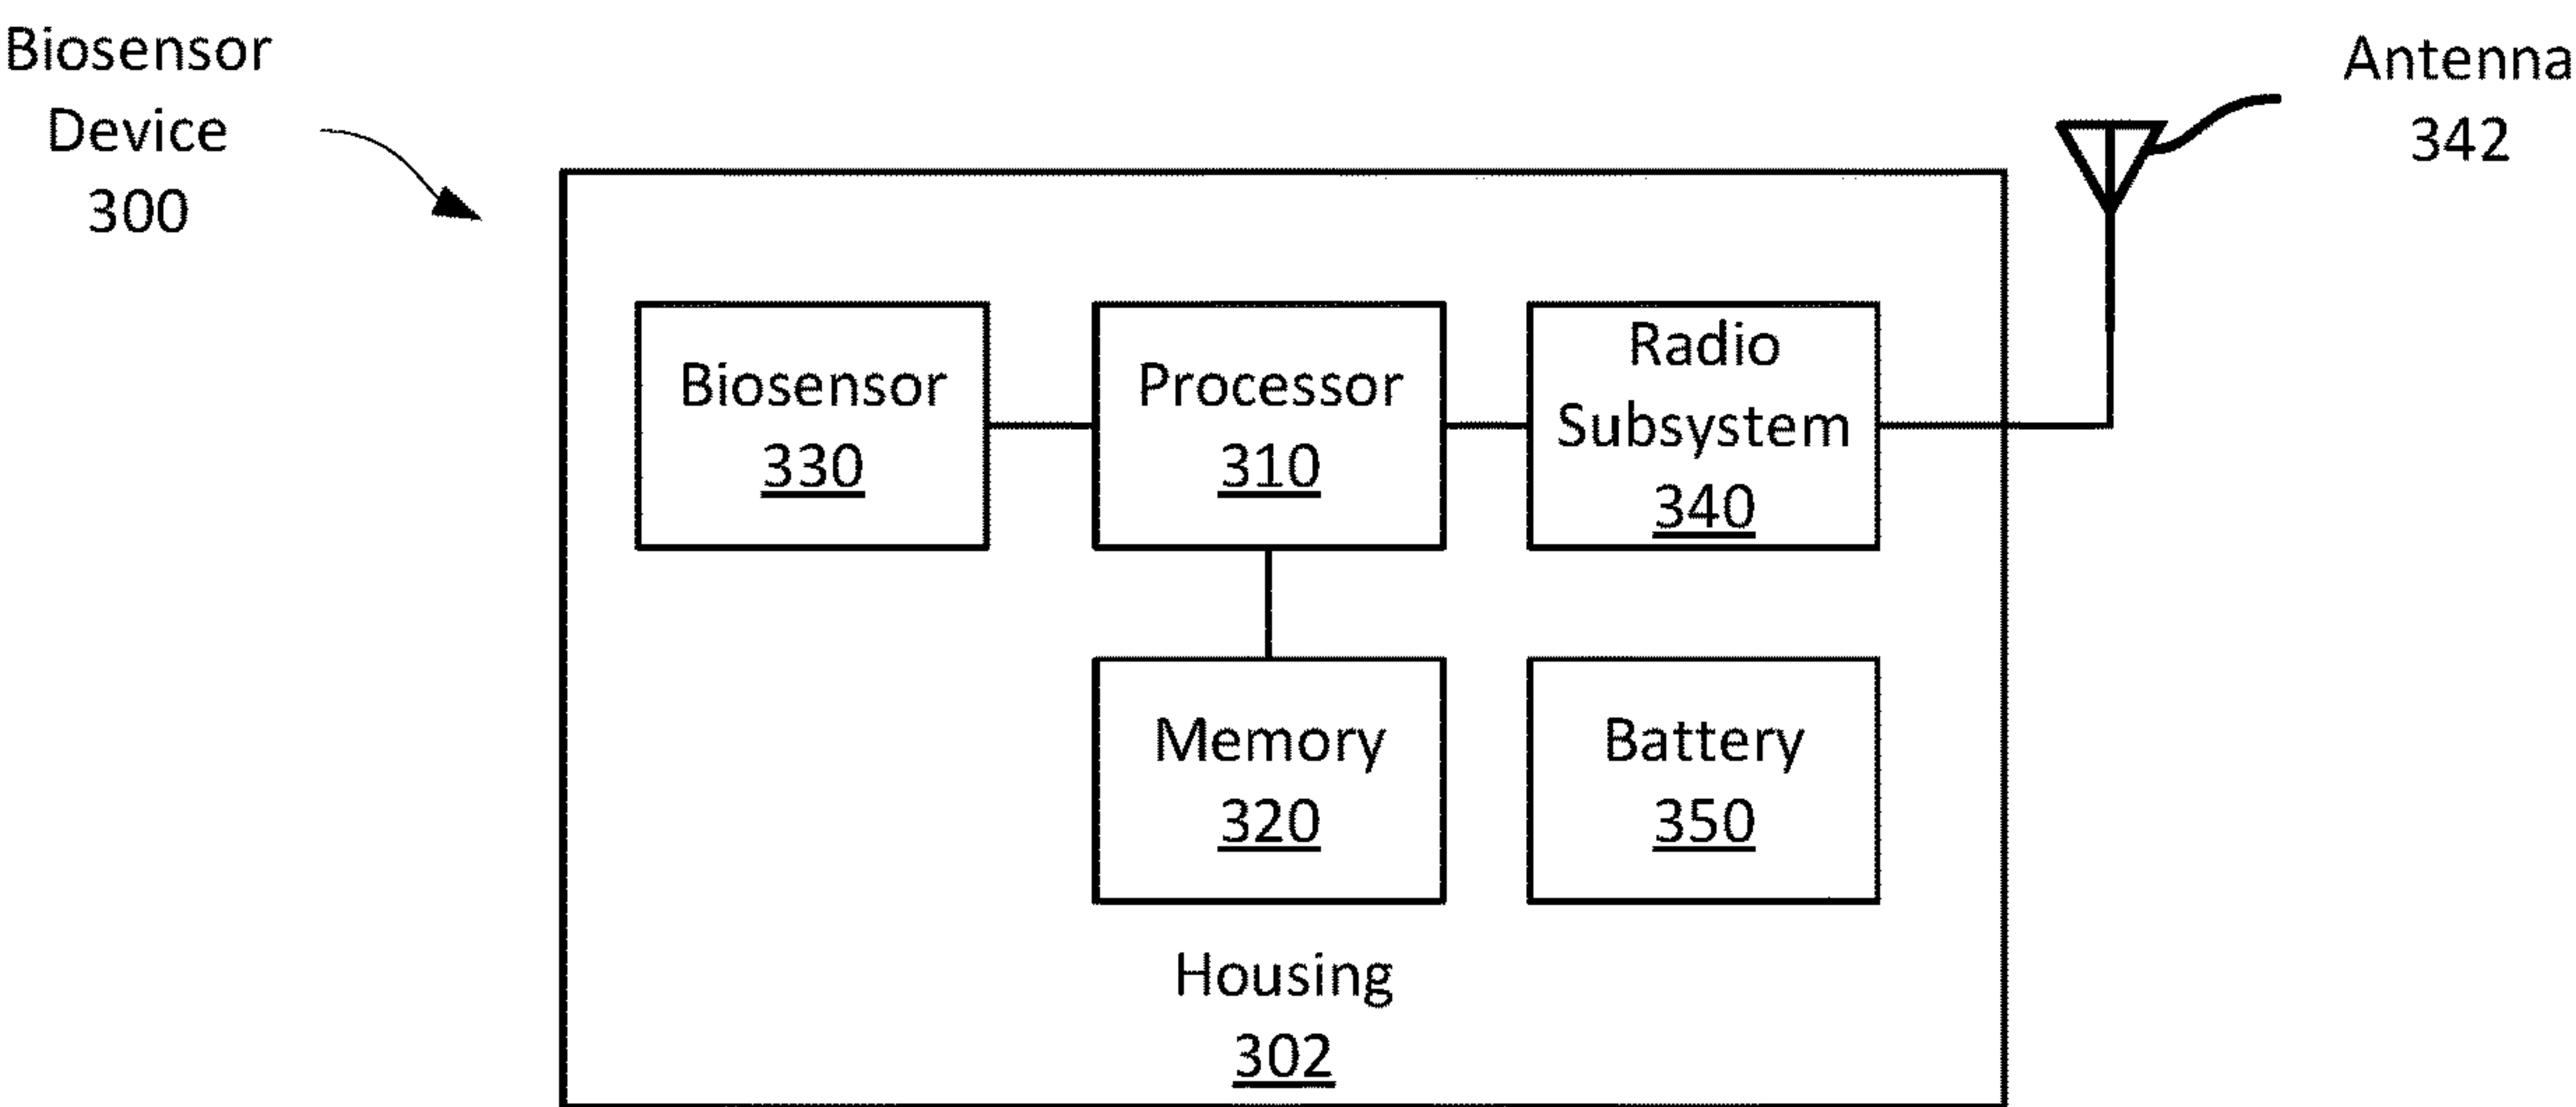 Biosensor
Device
300
Antenna
342
Biosensor
330
Processor
310
Radio
Subsystem
340
Memory
320
Battery
350
Housing
302